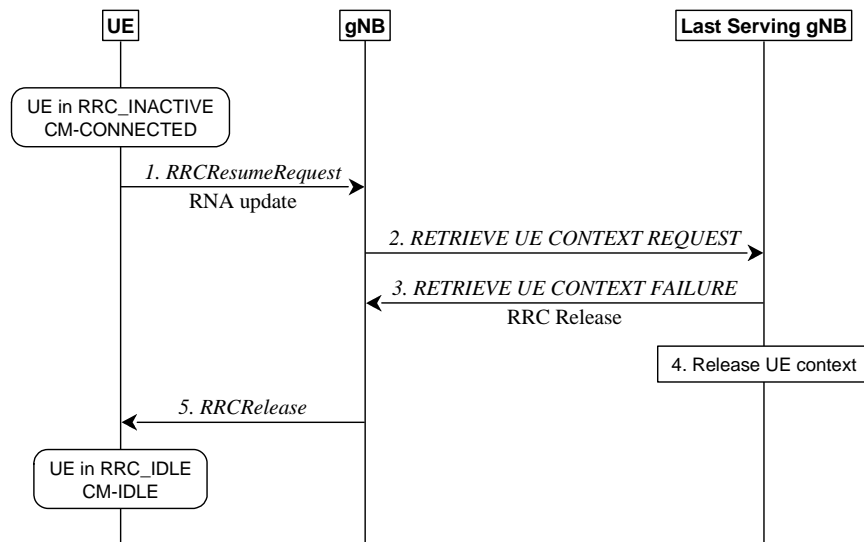 UE
gNB
Last Serving gNB
UE in RRC_INACTIVE
CM-CONNECTED
1. RRCResumeRequest
RNA update
2. RETRIEVE UE CONTEXT REQUEST
3. RETRIEVE UE CONTEXT FAILURE
RRC Release
4. Release UE context
5. RRCRelease
UE in RRC_IDLE
CM-IDLE